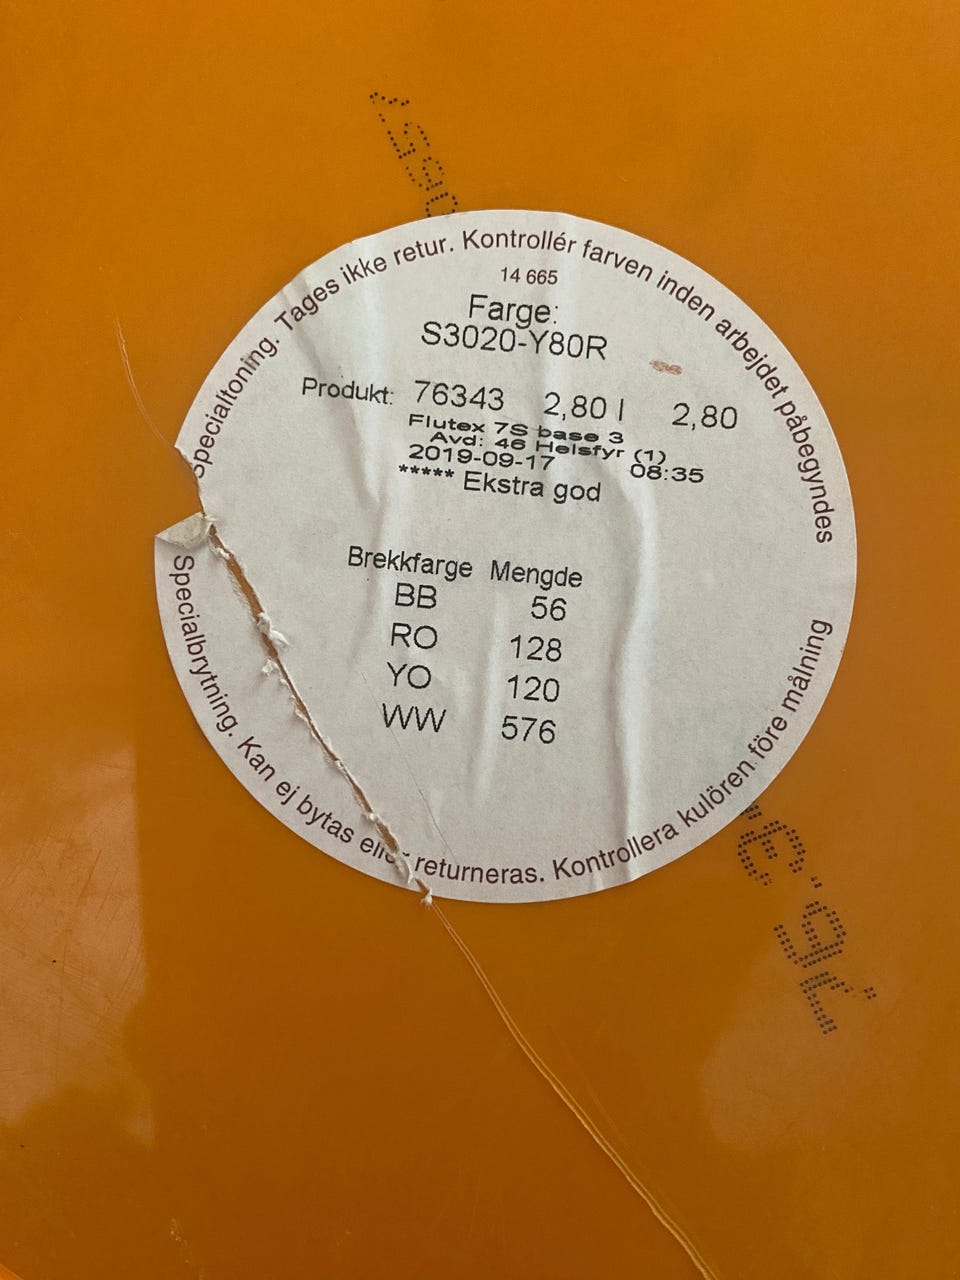 Specialtoning. Tages ikke retur. Kontrollér farven inden arbejdet påbegyndes
14 665
Farge:
S3020-Y80R
Produkt: 76343 2,80 l 2,80
Flutex 7S base 3
Avd: 46 Helsfyr (1)
2019-09-17 08:35
***** Ekstra god
Brekkfarge Mengde
BB 56
RO 128
YO 120
WW 576
Specialbrytning. Kan ej bytas returneras. Kontrollera kulören före målning